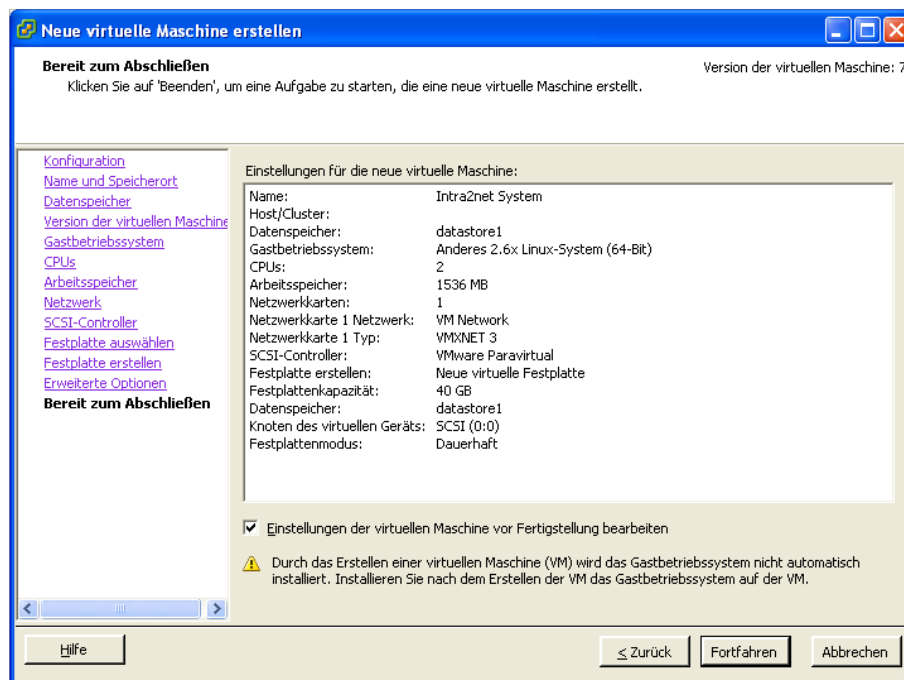 Neue virtuelle Maschine erstellen
Bereit zum Abschließen
Klicken Sie auf 'Beenden', um eine Aufgabe zu starten, die eine neue virtuelle Maschine erstellt.
Version der virtuellen Maschine: 7
Konfiguration
Name und Speicherort
Datenspeicher
Version der virtuellen Maschine
Gastbetriebssystem
CPUs
Arbeitsspeicher
Netzwerk
SCSI-Controller
Festplatte auswählen
Festplatte erstellen
Erweiterte Optionen
Bereit zum Abschließen
Einstellungen für die neue virtuelle Maschine:
Name: Intra2net System
Host/Cluster:
Datenspeicher: datastore1
Gastbetriebssystem: Anderes 2.6x Linux-System (64-Bit)
CPUs: 2
Arbeitsspeicher: 1536 MB
Netzwerkkarten: 1
Netzwerkkarte 1 Netzwerk: VM Network
Netzwerkkarte 1 Typ: VMXNET 3
SCSI-Controller: VMware Paravirtual
Festplatte erstellen: Neue virtuelle Festplatte
Festplattenkapazität: 40 GB
Datenspeicher: datastore1
Knoten des virtuellen Geräts: SCSI (0:0)
Festplattenmodus: Dauerhaft
Einstellungen der virtuellen Maschine vor Fertigstellung bearbeiten
Durch das Erstellen einer virtuellen Maschine (VM) wird das Gastbetriebssystem nicht automatisch
installiert. Installieren Sie nach dem Erstellen der VM das Gastbetriebssystem auf der VM.
Hilfe
< Zurück
Fortfahren
Abbrechen